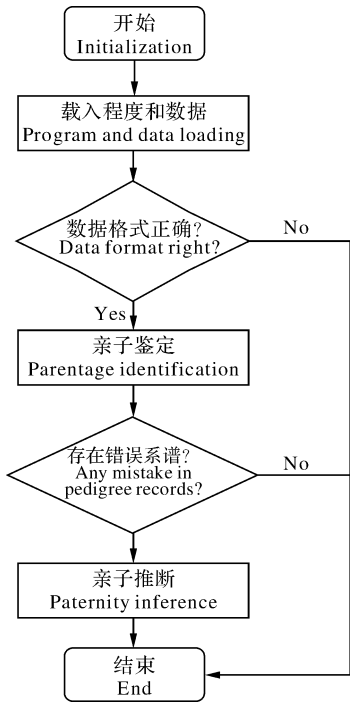 开始
Initialization
载入程度和数据
Program and data loading
数据格式正确?
Data format right?
No
Yes
亲子鉴定
Parentage identification
存在错误系谱?
Any mistake in
pedigree records?
No
亲子推断
Paternity inference
结束
End